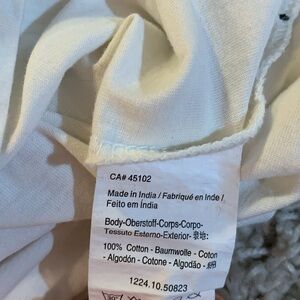 CA# 45102
Made in India / Fabriqué en Inde /
Feito em Índia
Body-Oberstoff-Corps-Corpo-
Tessuto Esterno-Exterior-
100% Cotton - Baumwolle - Coton
- Algodón - Cotone - Algodão -
1224.10.50823